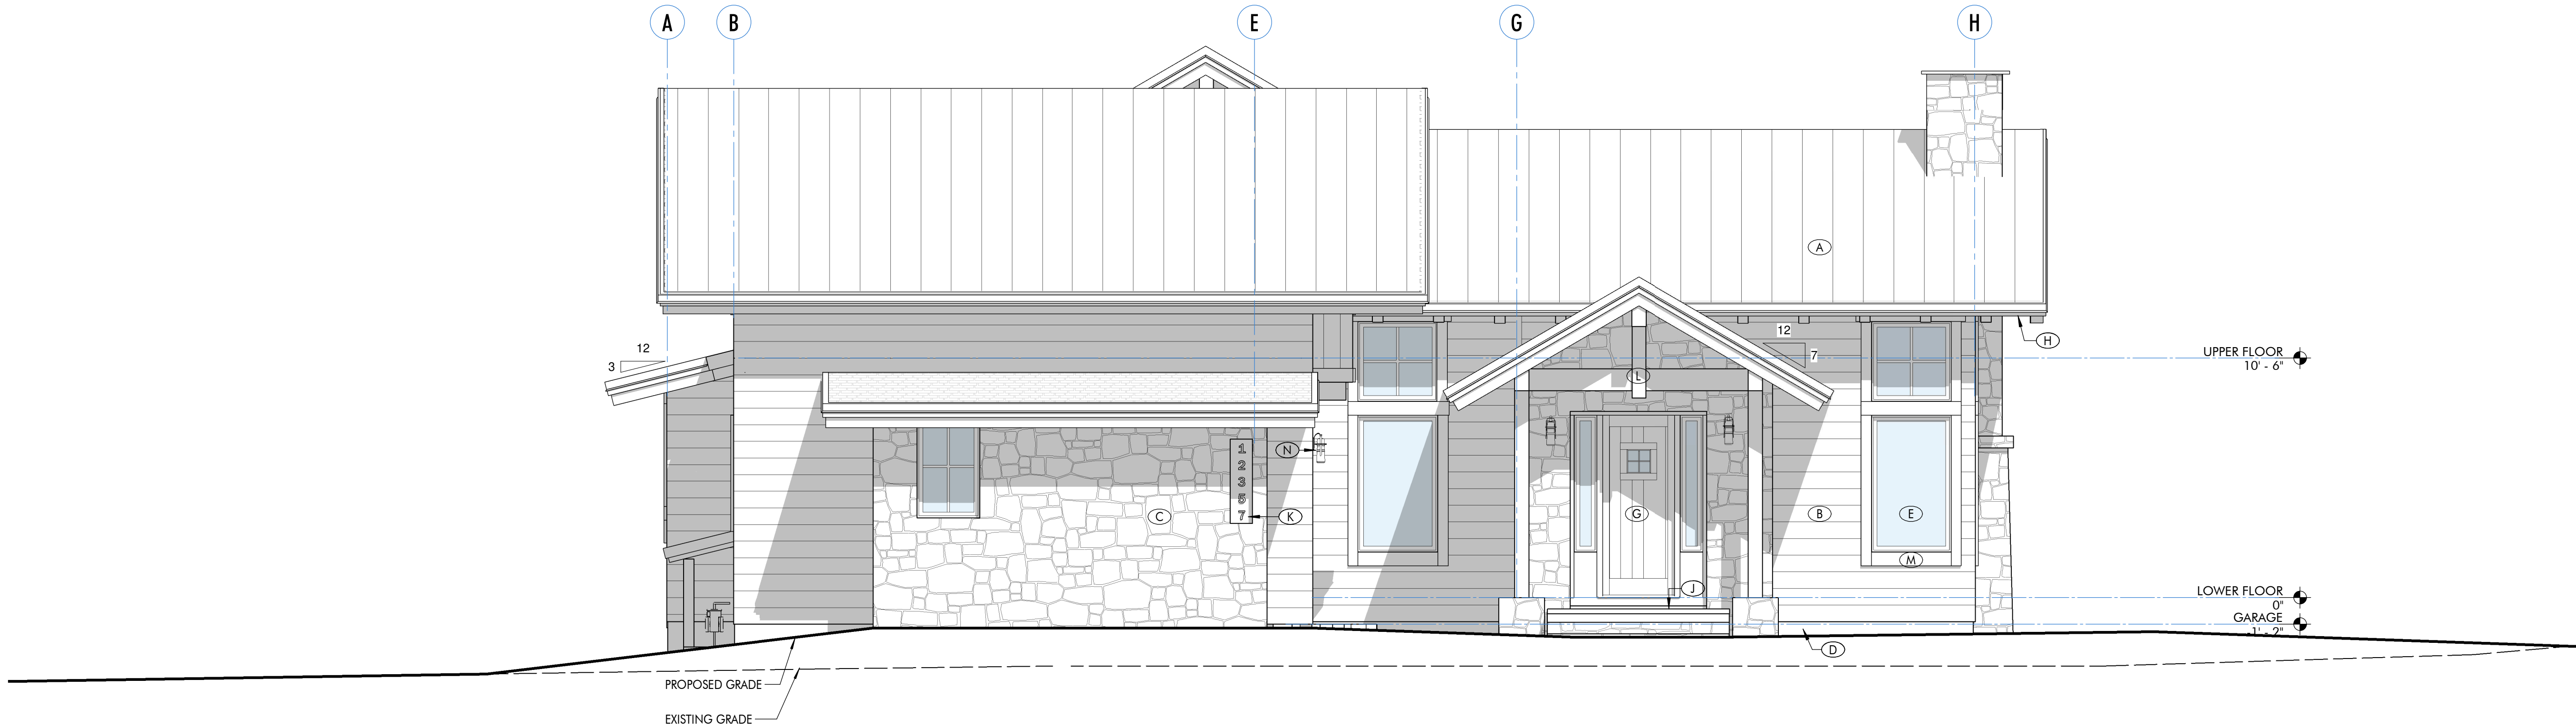 A B E G H
A
12
3
12
7
H
UPPER FLOOR
10' - 6"
L
N
1
2
3
5
7
C
K
G
B
E
M
J
LOWER FLOOR
0"
GARAGE
-1' - 2"
D
PROPOSED GRADE
EXISTING GRADE